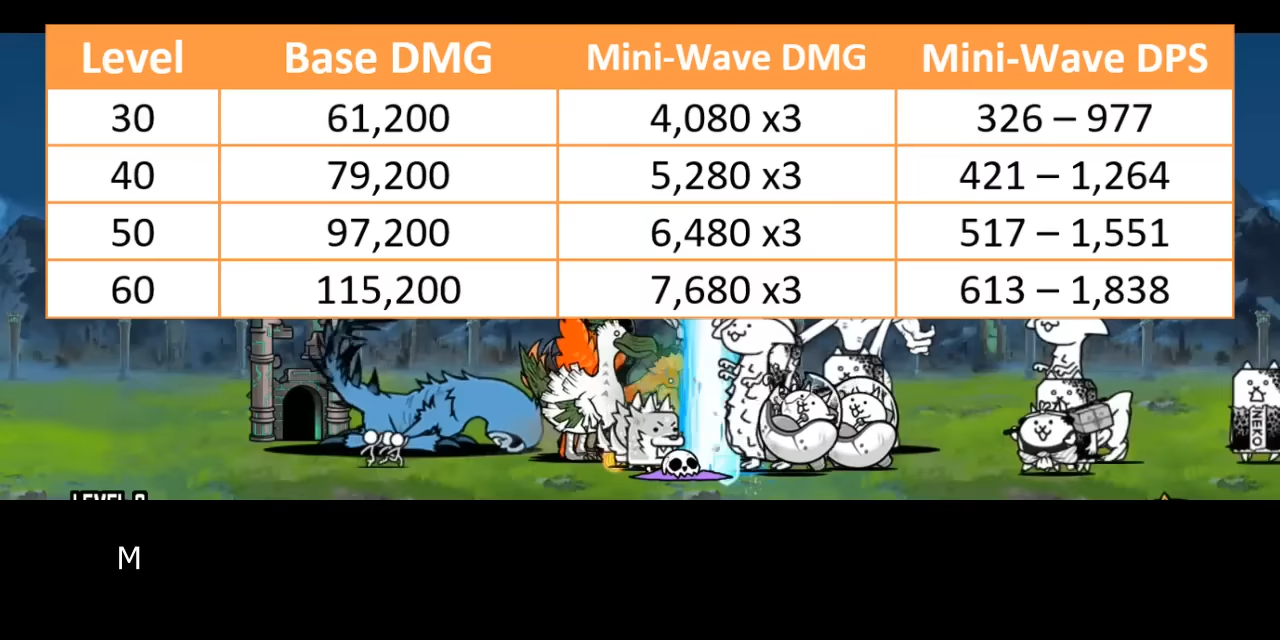 Level Base DMG Mini-Wave DMG Mini-Wave DPS
30 61,200 4,080 x3 326 – 977
40 79,200 5,280 x3 421 – 1,264
50 97,200 6,480 x3 517 – 1,551
60 115,200 7,680 x3 613 – 1,838
NEKO
M